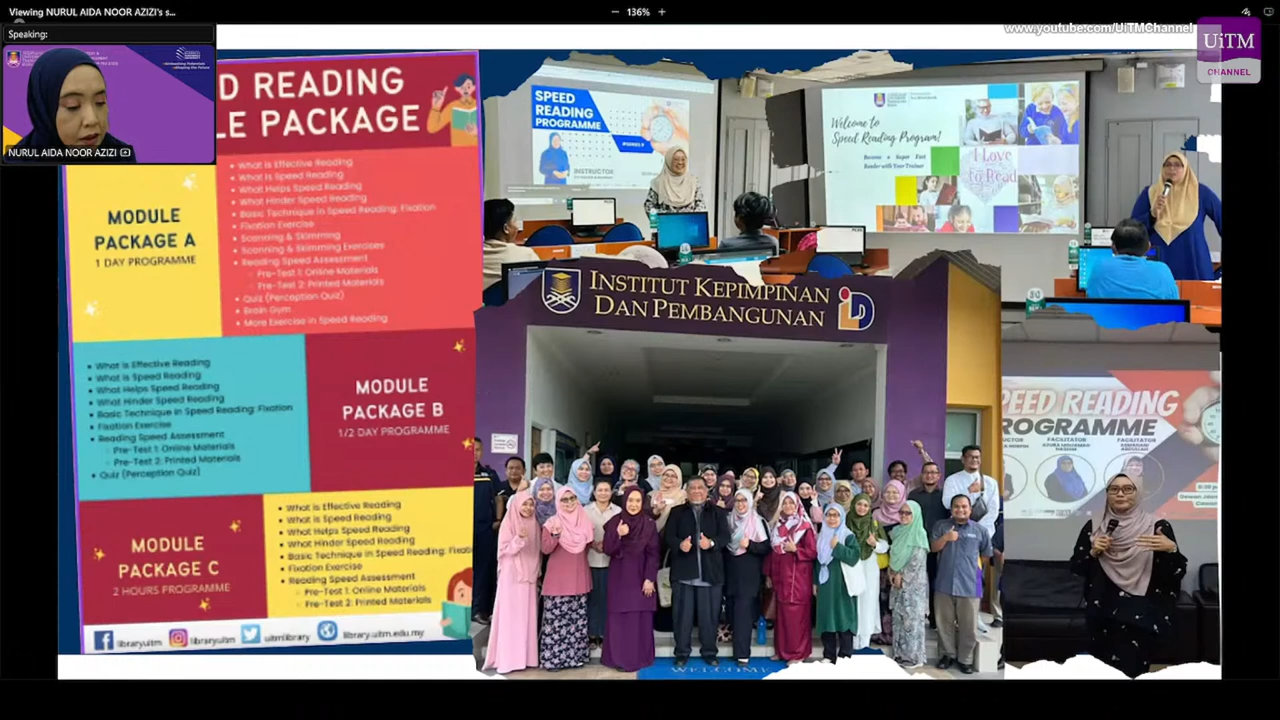 Viewing NURUL AIDA NOOR AZIZI's s...
136%
www.youtube.com/UiTMChannel
UiTM
CHANNEL
Speaking:
NURUL AIDA NOOR AZIZI
D READING
LE PACKAGE
MODULE
PACKAGE A
1 DAY PROGRAMME
What is Effective Reading
What is Speed Reading
What Helps Speed Reading
What Hinder Speed Reading
Basic Technique in Speed Reading: Fixation
Fixation Exercise
Scanning & Skimming
Scanning & Skimming Exercises
Reading Speed Assessment
Pre-Test 1: Online Materials
Pre-Test 2: Printed Materials
Quiz (Perception Quiz)
Brain Gym
More Exercise in Speed Reading
What is Effective Reading
What is Speed Reading
What Helps Speed Reading
What Hinder Speed Reading
Basic Technique in Speed Reading: Fixation
Fixation Exercise
Reading Speed Assessment
Pre-Test 1: Online Materials
Pre-Test 2: Printed Materials
Quiz (Perception Quiz)
MODULE
PACKAGE B
1/2 DAY PROGRAMME
MODULE
PACKAGE C
2 HOURS PROGRAMME
What is Effective Reading
What is Speed Reading
What Helps Speed Reading
What Hinder Speed Reading
Basic Technique in Speed Reading: Fixa
Fixation Exercise
Reading Speed Assessment
Pre-Test 1: Online Materials
Pre-Test 2: Printed Materials
libraryuitm
libraryuitm
uitmlibrary
library.uitm.edu.my
SPEED
READING
PROGRAMME
INSTRUCTOR
Welcome to
Speed Reading Program!
Become a Super Fast
Reader with Your Trainer
I Love
to Read
INSTITUT KEPIMPINAN
DAN PEMBANGUNAN
iLD
WELCOME
PEED READING
ROGRAMME
FACILITATOR
FACILITATOR